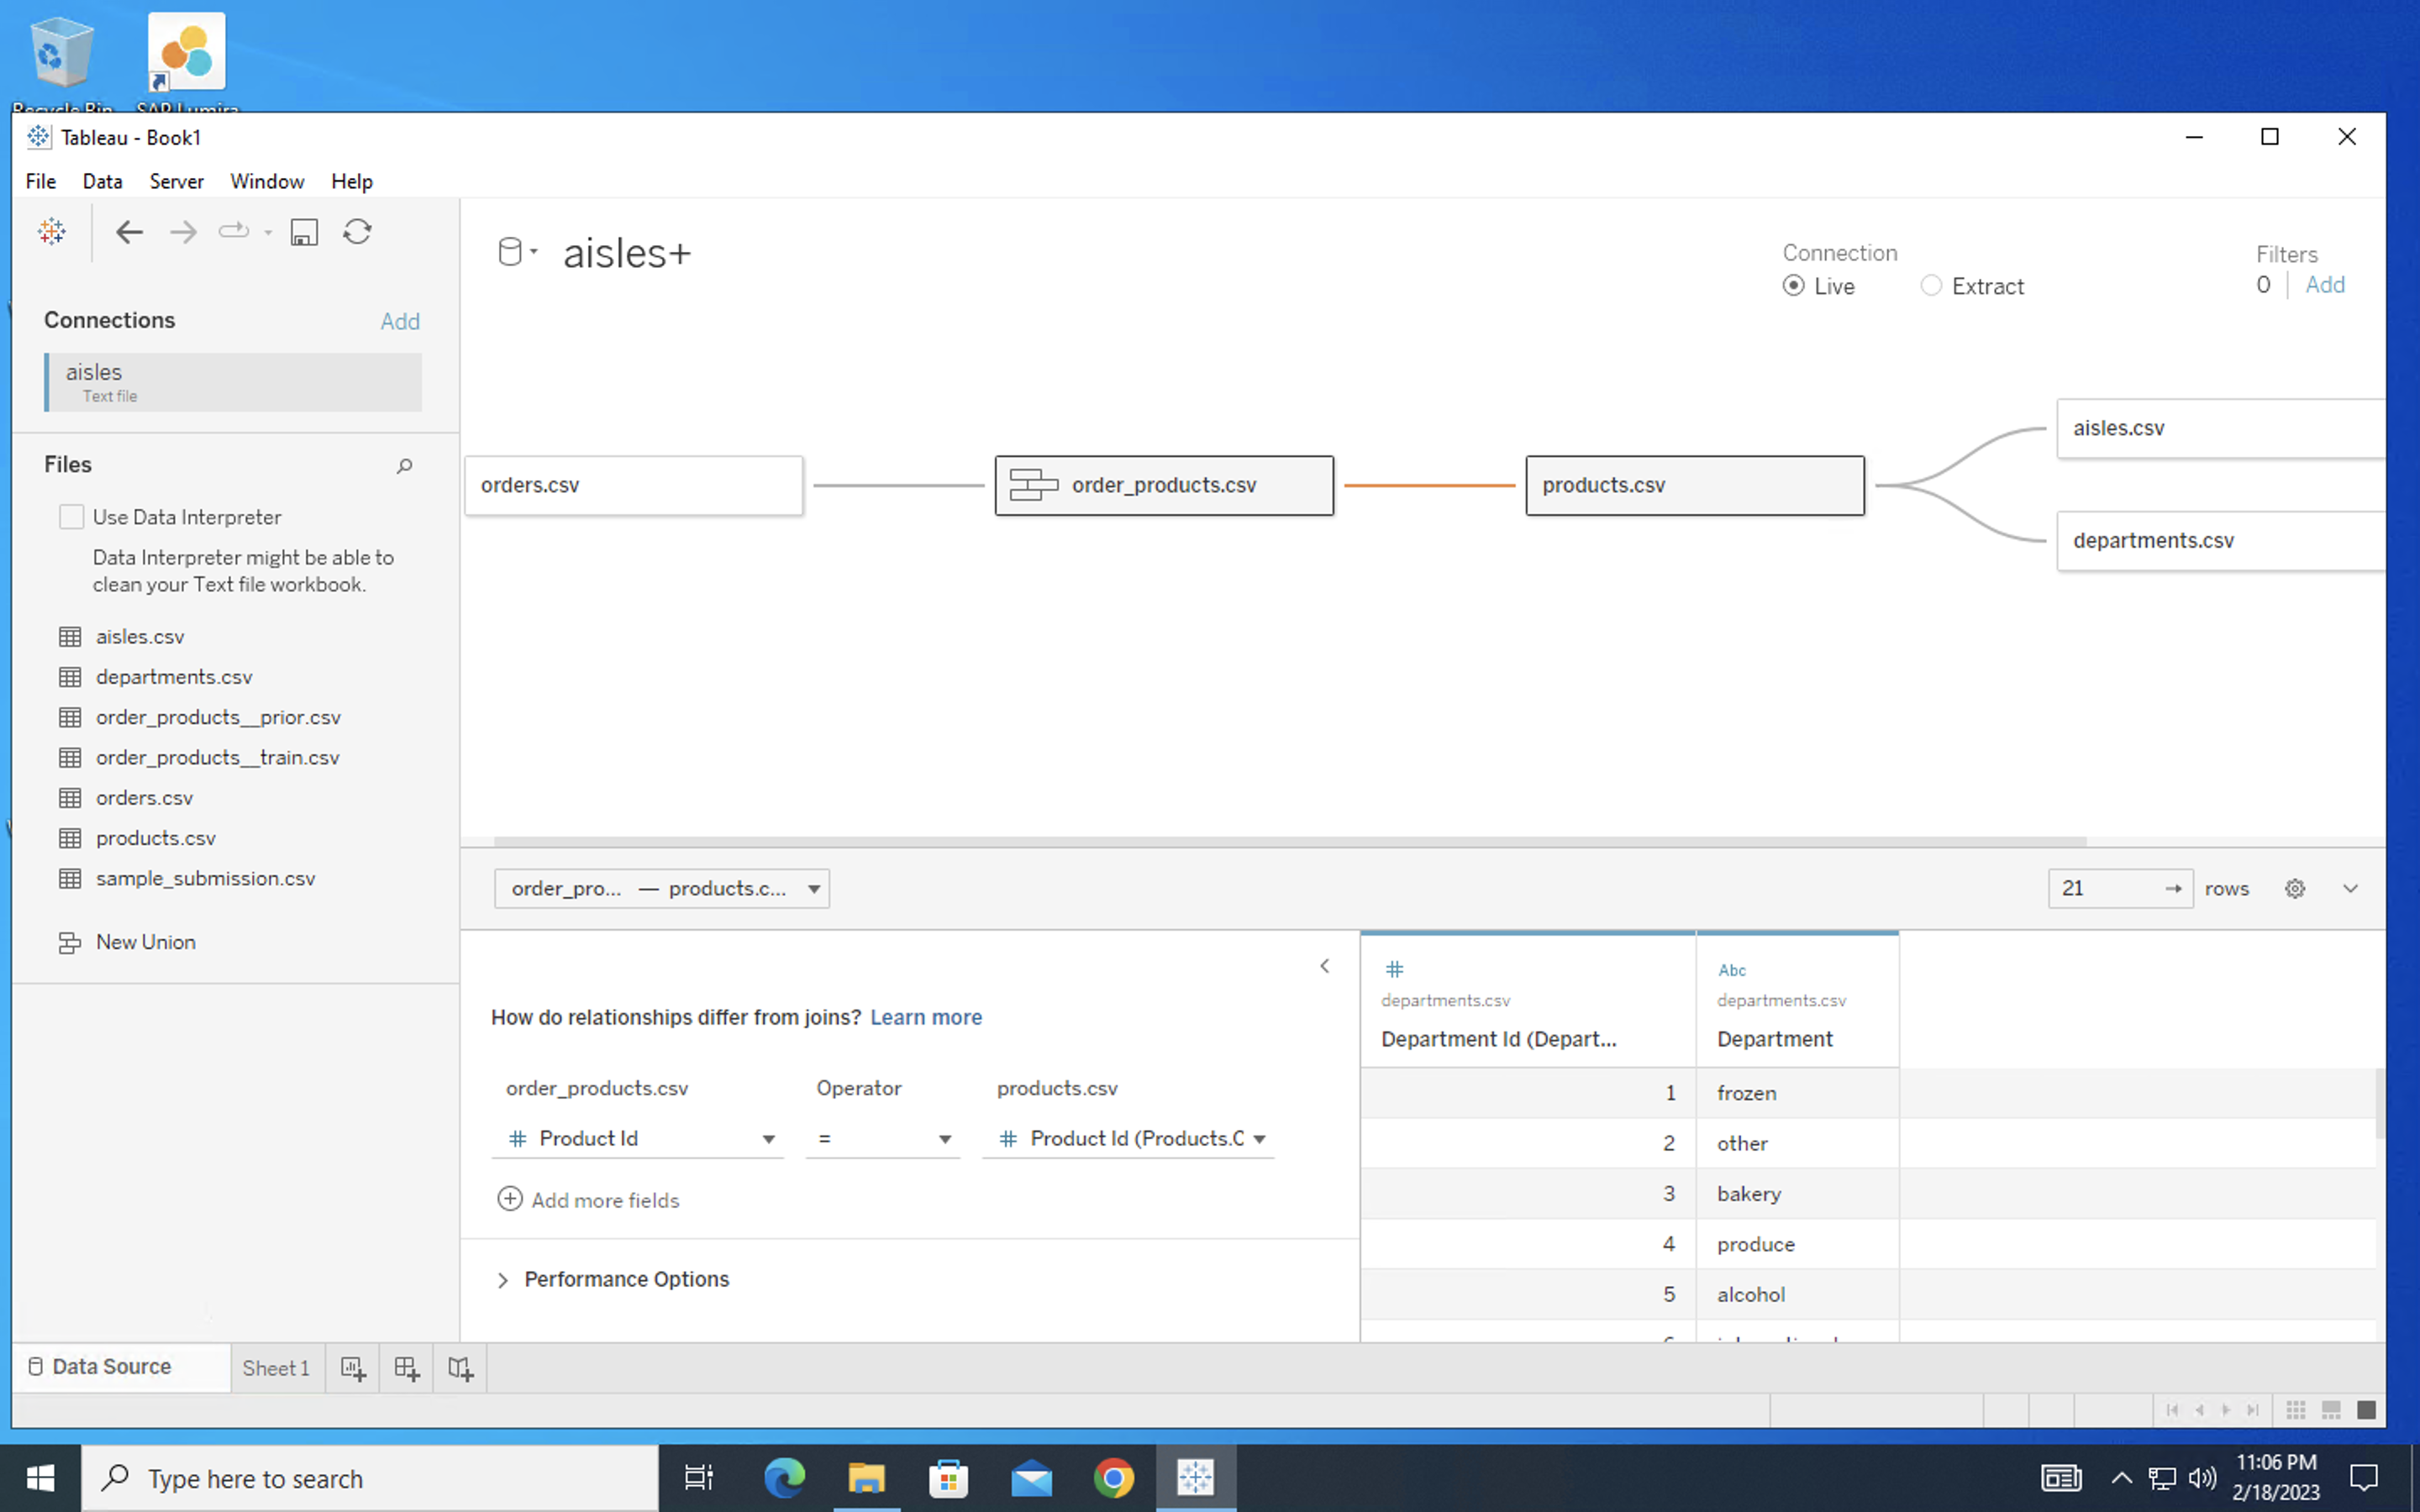 Recycle Bin
SAP Lumira
Tableau - Book1
File Data Server Window Help
aisles+
Connection
Live Extract
Filters
0 Add
Connections Add
aisles
Text file
Files
Use Data Interpreter
Data Interpreter might be able to
clean your Text file workbook.
aisles.csv
departments.csv
order_products__prior.csv
order_products__train.csv
orders.csv
products.csv
sample_submission.csv
New Union
orders.csv
order_products.csv
products.csv
aisles.csv
departments.csv
order_pro... — products.c...
21 rows
How do relationships differ from joins? Learn more
order_products.csv Operator products.csv
# Product Id = # Product Id (Products.C
Add more fields
Performance Options
# Abc
departments.csv departments.csv
Department Id (Depart... Department
1 frozen
2 other
3 bakery
4 produce
5 alcohol
Data Source Sheet 1
Type here to search
11:06 PM
2/18/2023